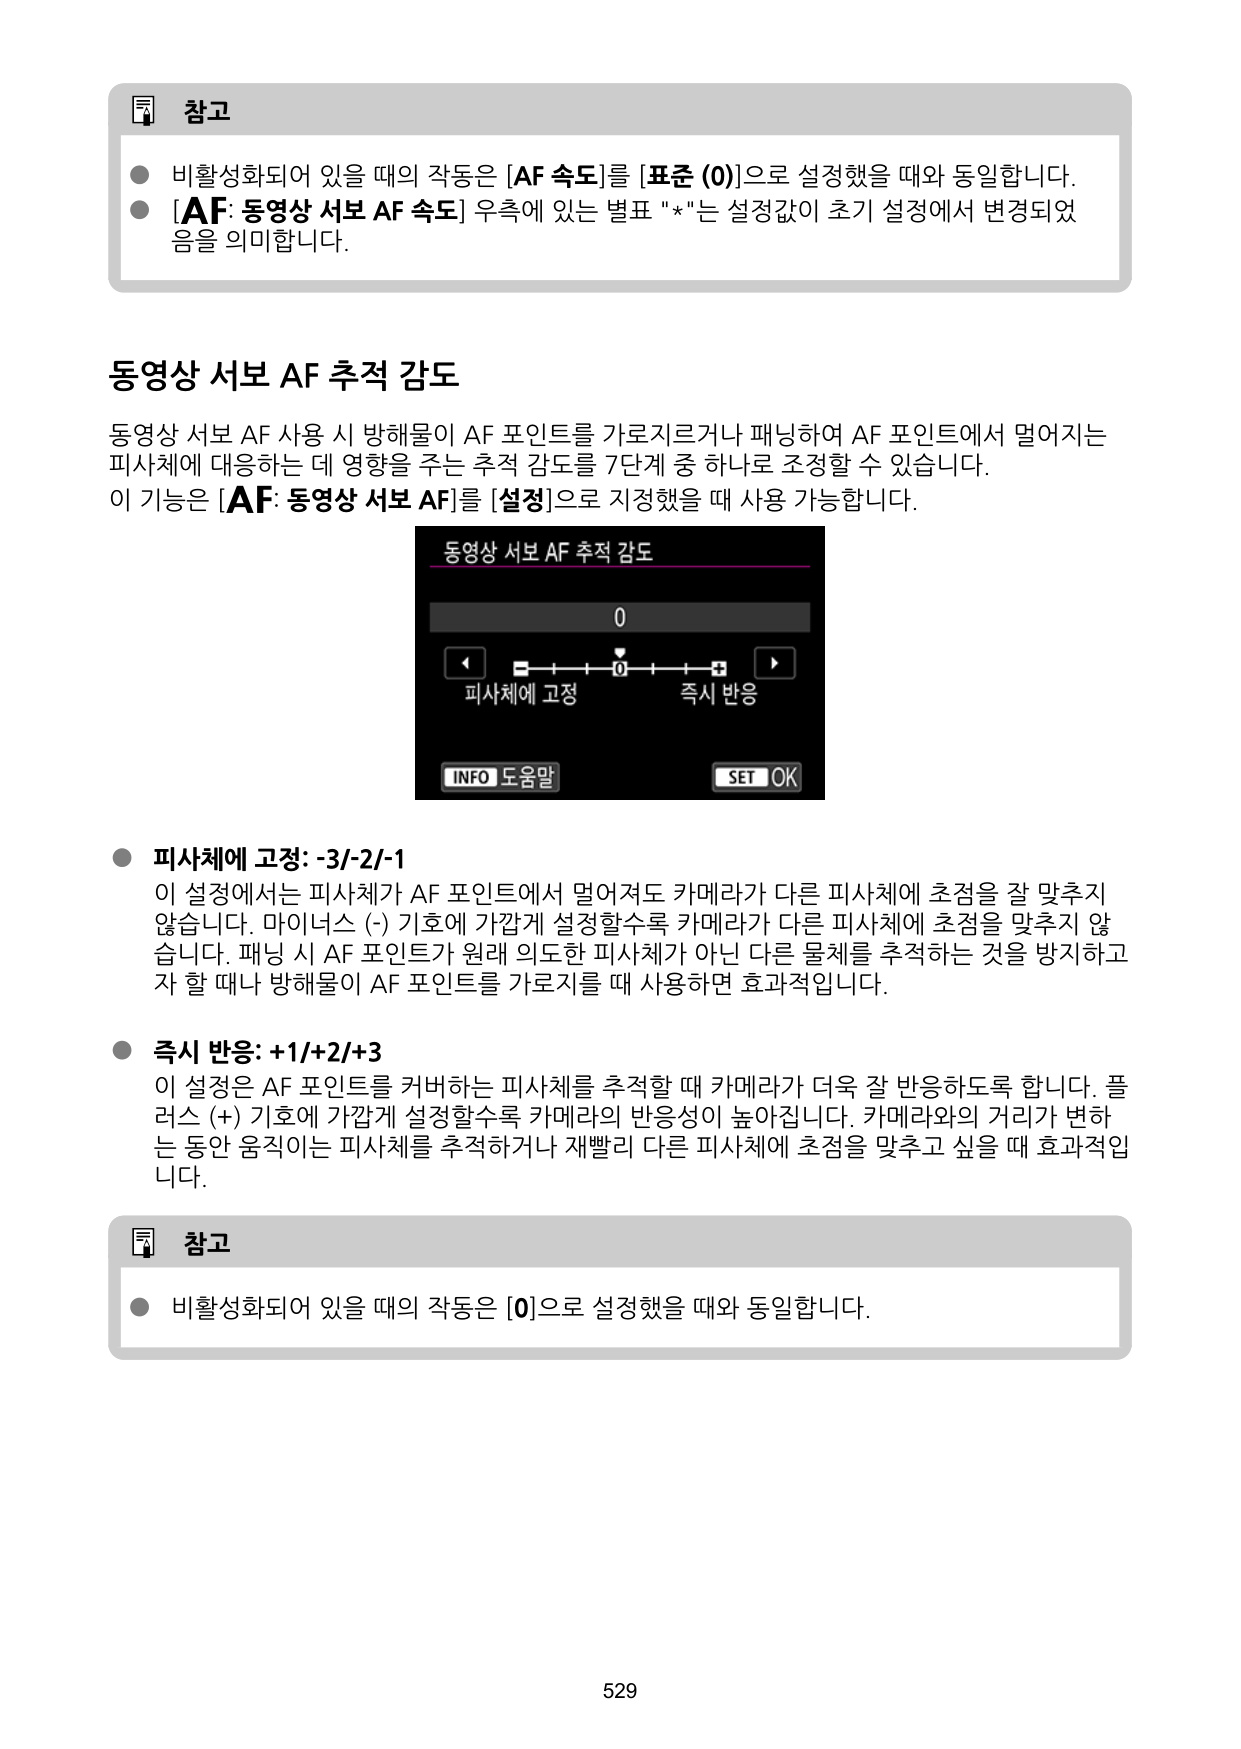 참고
● 비활성화되어 있을 때의 작동은 [AF 속도]를 [표준 (0)]으로 설정했을 때와 동일합니다.
● [AF: 동영상 서보 AF 속도] 우측에 있는 별표 "*"는 설정값이 초기 설정에서 변경되었
음을 의미합니다.
동영상 서보 AF 추적 감도
동영상 서보 AF 사용 시 방해물이 AF 포인트를 가로지르거나 패닝하여 AF 포인트에서 멀어지는
피사체에 대응하는 데 영향을 주는 추적 감도를 7단계 중 하나로 조정할 수 있습니다.
이 기능은 [AF: 동영상 서보 AF]를 [설정]으로 지정했을 때 사용 가능합니다.
동영상 서보 AF 추적 감도
0
0
피사체에 고정 즉시 반응
INFO 도움말 SET OK
● 피사체에 고정: -3/-2/-1
이 설정에서는 피사체가 AF 포인트에서 멀어져도 카메라가 다른 피사체에 초점을 잘 맞추지
않습니다. 마이너스 (-) 기호에 가깝게 설정할수록 카메라가 다른 피사체에 초점을 맞추지 않
습니다. 패닝 시 AF 포인트가 원래 의도한 피사체가 아닌 다른 물체를 추적하는 것을 방지하고
자 할 때나 방해물이 AF 포인트를 가로지를 때 사용하면 효과적입니다.
● 즉시 반응: +1/+2/+3
이 설정은 AF 포인트를 커버하는 피사체를 추적할 때 카메라가 더욱 잘 반응하도록 합니다. 플
러스 (+) 기호에 가깝게 설정할수록 카메라의 반응성이 높아집니다. 카메라와의 거리가 변하
는 동안 움직이는 피사체를 추적하거나 재빨리 다른 피사체에 초점을 맞추고 싶을 때 효과적입
니다.
참고
● 비활성화되어 있을 때의 작동은 [0]으로 설정했을 때와 동일합니다.
529